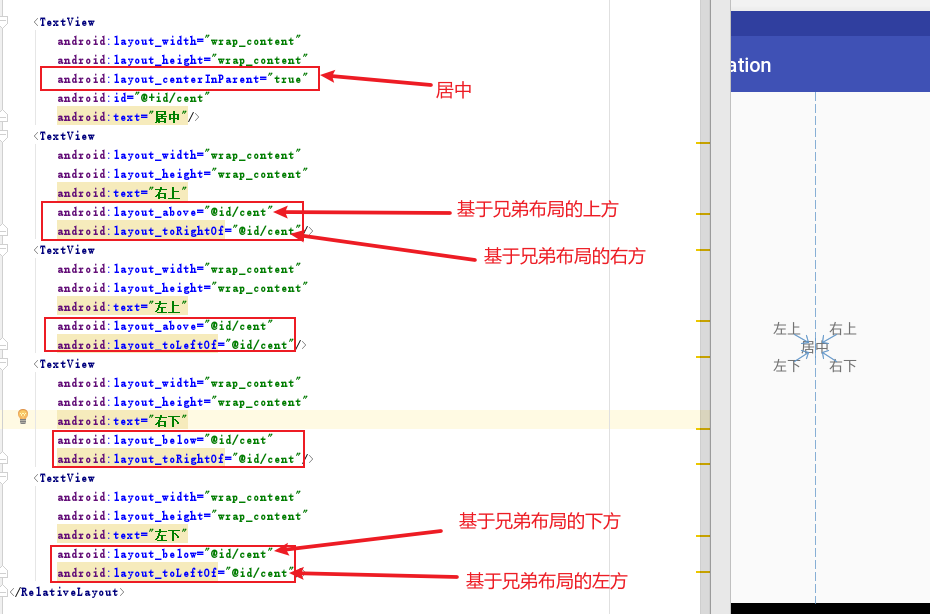 <TextView
android:layout_width="wrap_content"
android:layout_height="wrap_content"
android:layout_centerInParent="true"
居中
android:id="@+id/cent"
android:text="居中"/>
<TextView
android:layout_width="wrap_content"
android:layout_height="wrap_content"
android:text="右上"
android:layout_above="@id/cent"
基于兄弟布局的上方
android:layout_toRightOf="@id/cent"/>
基于兄弟布局的右方
<TextView
android:layout_width="wrap_content"
android:layout_height="wrap_content"
android:text="左上"
android:layout_above="@id/cent"
android:layout_toLeftOf="@id/cent"/>
<TextView
android:layout_width="wrap_content"
android:layout_height="wrap_content"
android:text="右下"
android:layout_below="@id/cent"
android:layout_toRightOf="@id/cent"/>
<TextView
android:layout_width="wrap_content"
android:layout_height="wrap_content"
基于兄弟布局的下方
android:text="左下"
android:layout_below="@id/cent"
android:layout_toLeftOf="@id/cent"
基于兄弟布局的左方
</RelativeLayout>
ation
左上 右上
居中
左下 右下